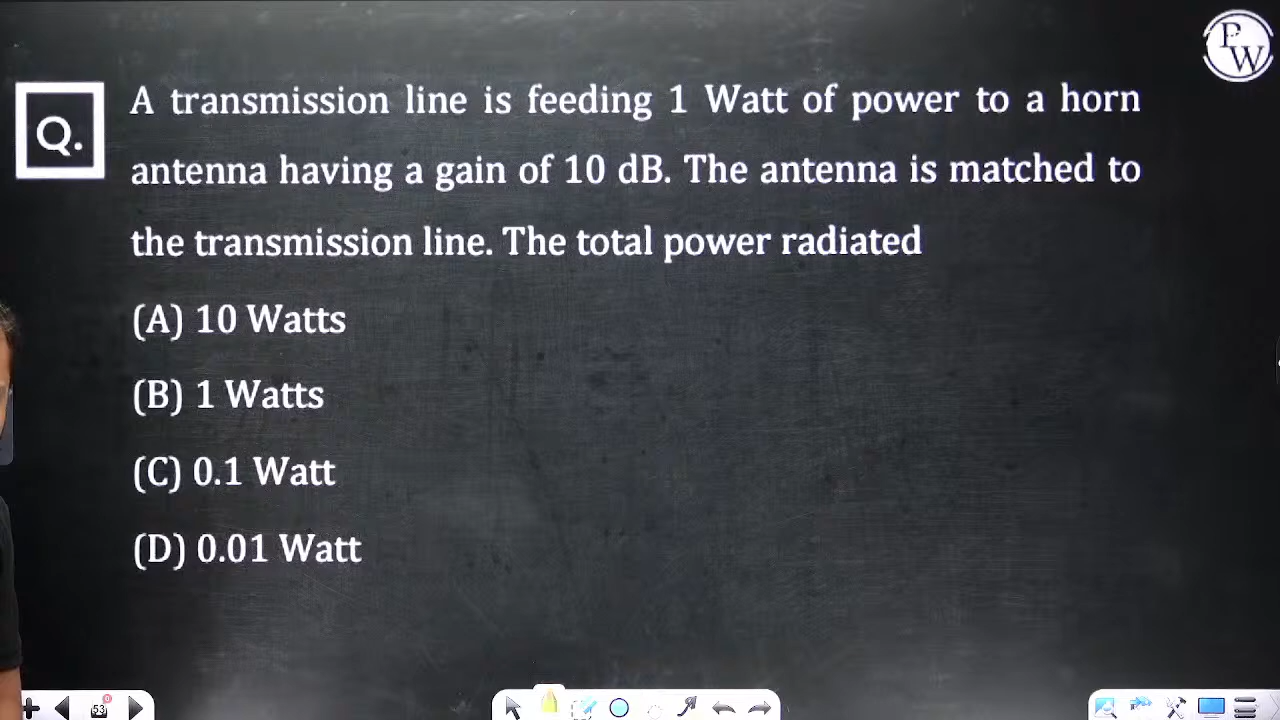 PW
Q.
A transmission line is feeding 1 Watt of power to a horn
antenna having a gain of 10 dB. The antenna is matched to
the transmission line. The total power radiated
(A) 10 Watts
(B) 1 Watts
(C) 0.1 Watt
(D) 0.01 Watt
53